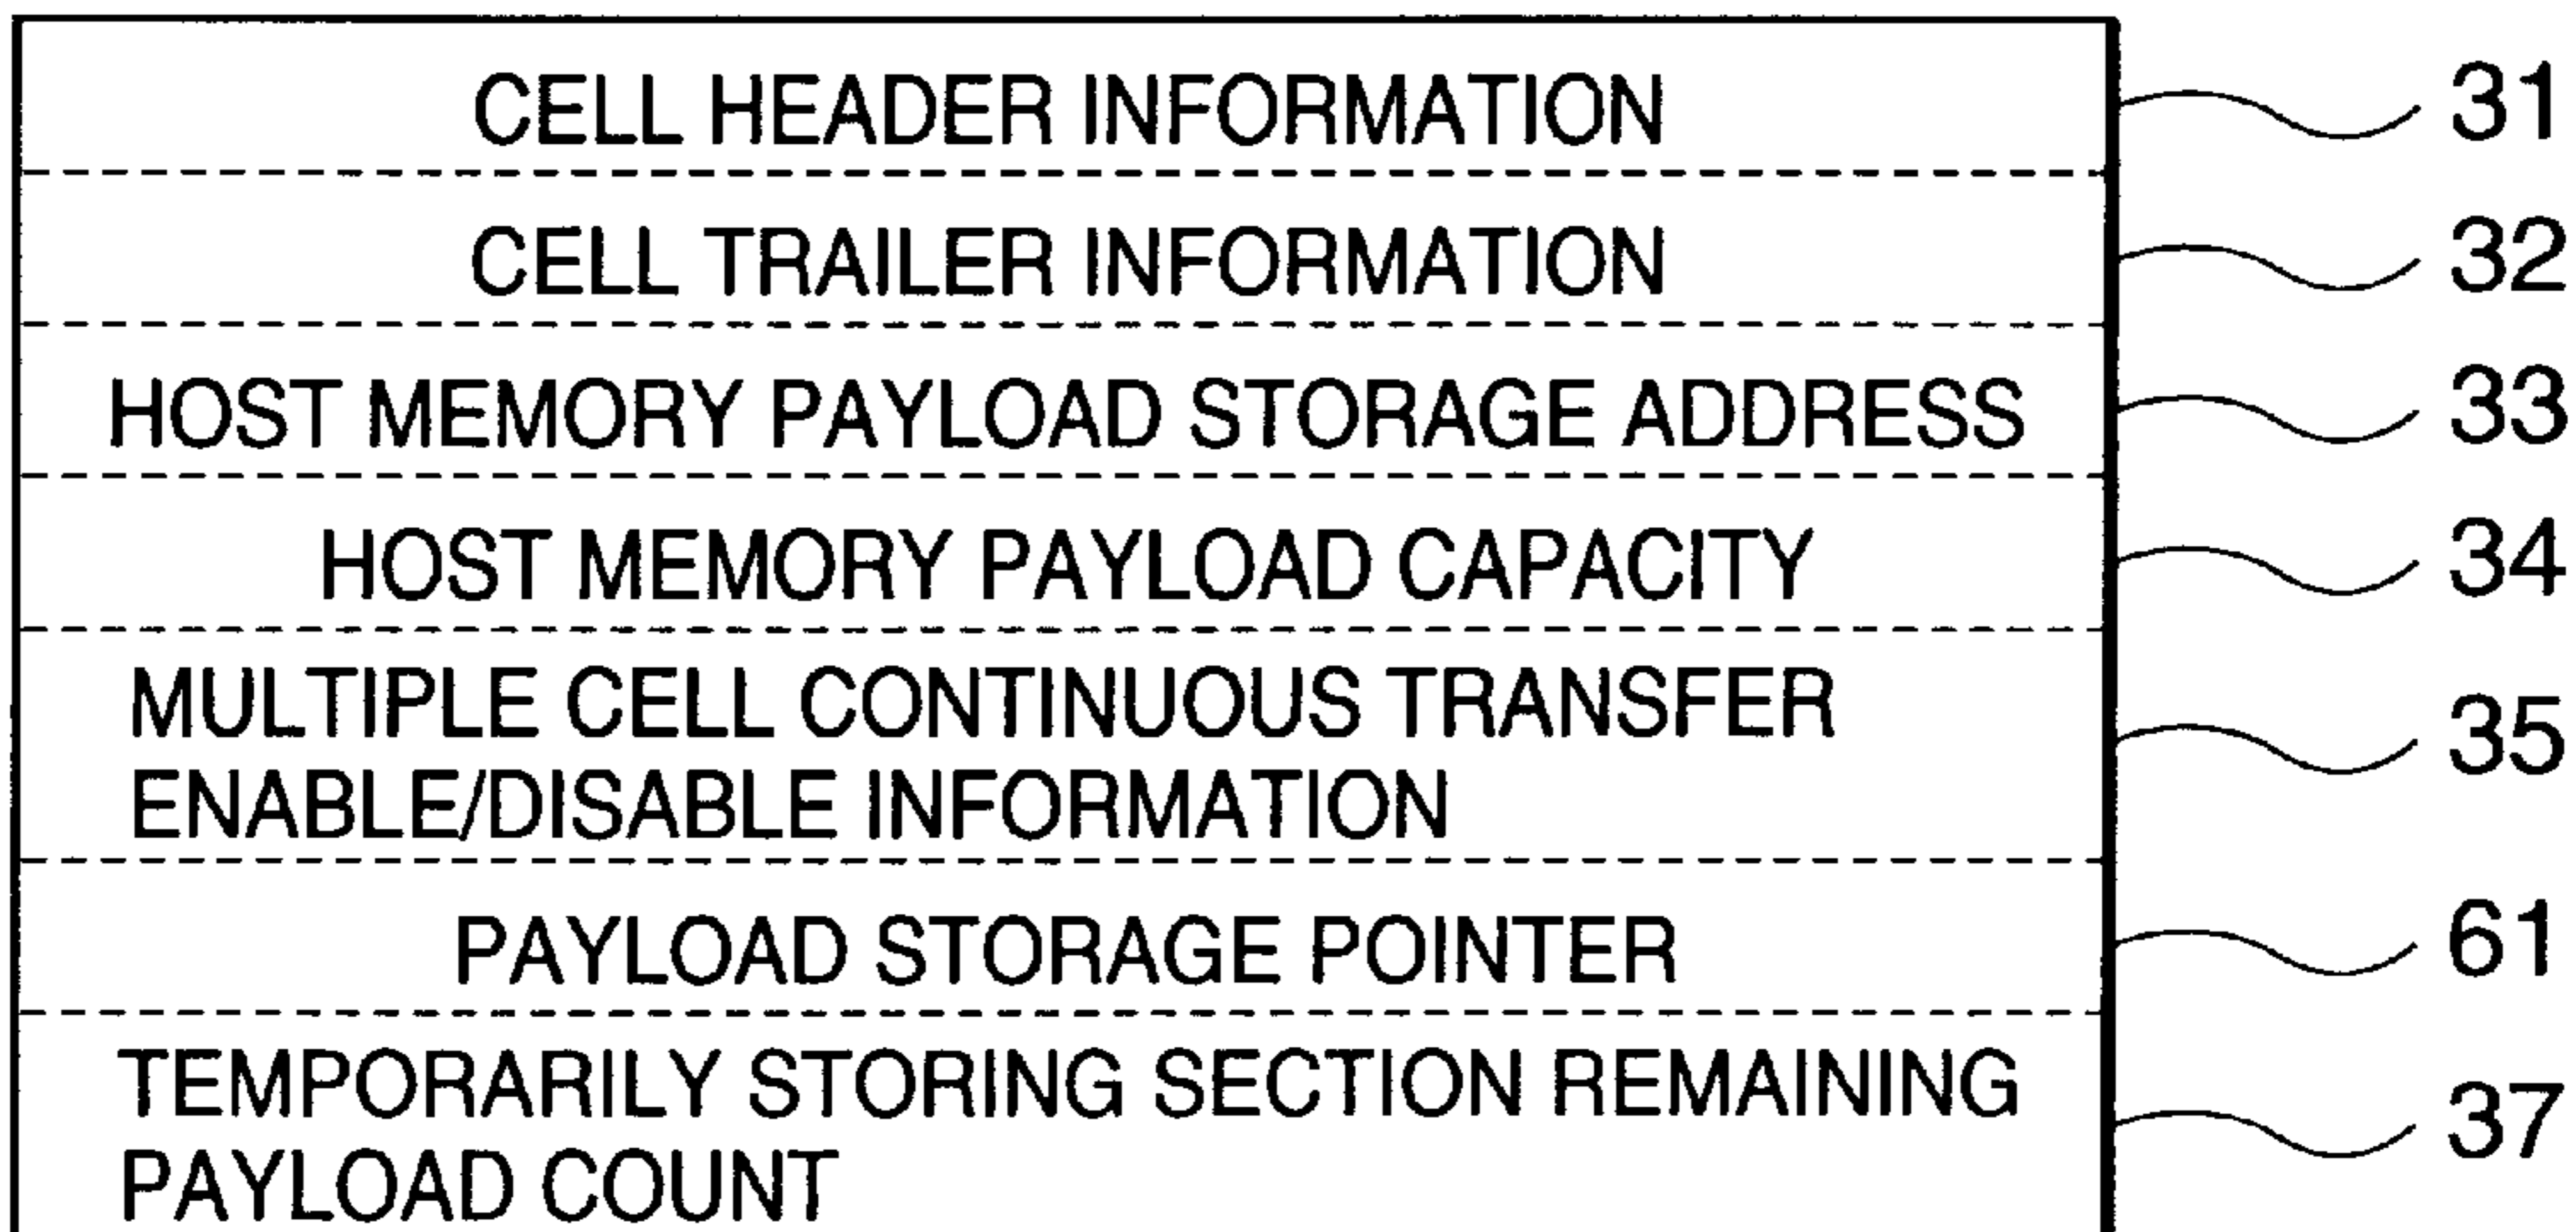 CELL HEADER INFORMATION 31
CELL TRAILER INFORMATION 32
HOST MEMORY PAYLOAD STORAGE ADDRESS 33
HOST MEMORY PAYLOAD CAPACITY 34
MULTIPLE CELL CONTINUOUS TRANSFER
ENABLE/DISABLE INFORMATION 35
PAYLOAD STORAGE POINTER 61
TEMPORARILY STORING SECTION REMAINING
PAYLOAD COUNT 37